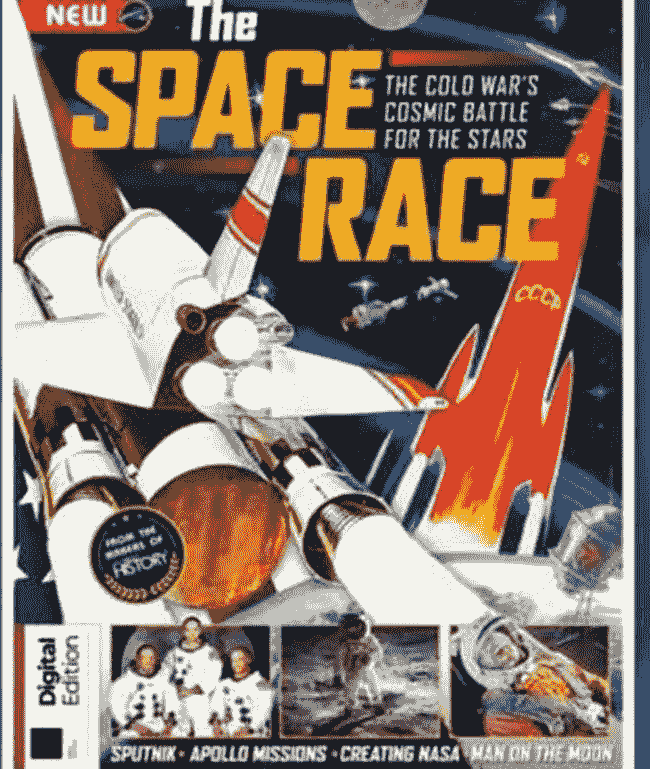 NEW
The
SPACE
THE COLD WAR'S
COSMIC BATTLE
FOR THE STARS
RACE
CCCP
FROM THE
MAKERS OF
HISTORY
Digital
Edition
SPUTNIK • APOLLO MISSIONS • CREATING NASA • MAN ON THE MOON